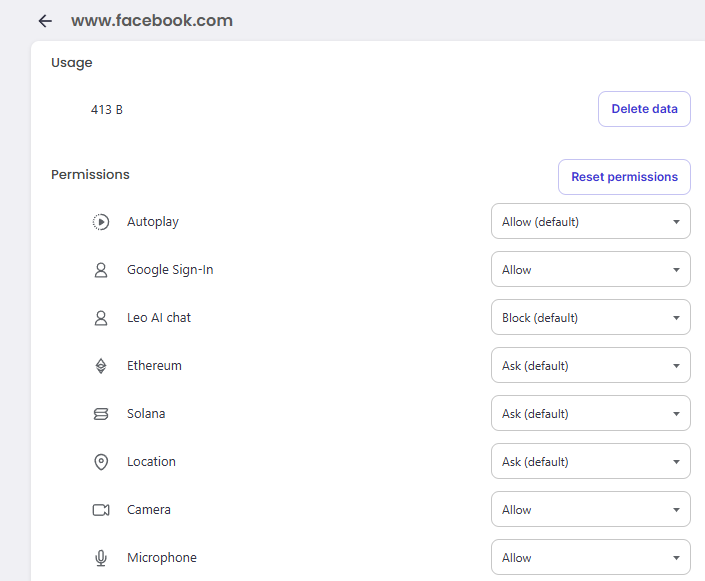 www.facebook.com
Usage
413 B
Delete data
Permissions
Reset permissions
Autoplay
Allow (default)
Google Sign-In
Allow
Leo AI chat
Block (default)
Ethereum
Ask (default)
Solana
Ask (default)
Location
Ask (default)
Camera
Allow
Microphone
Allow